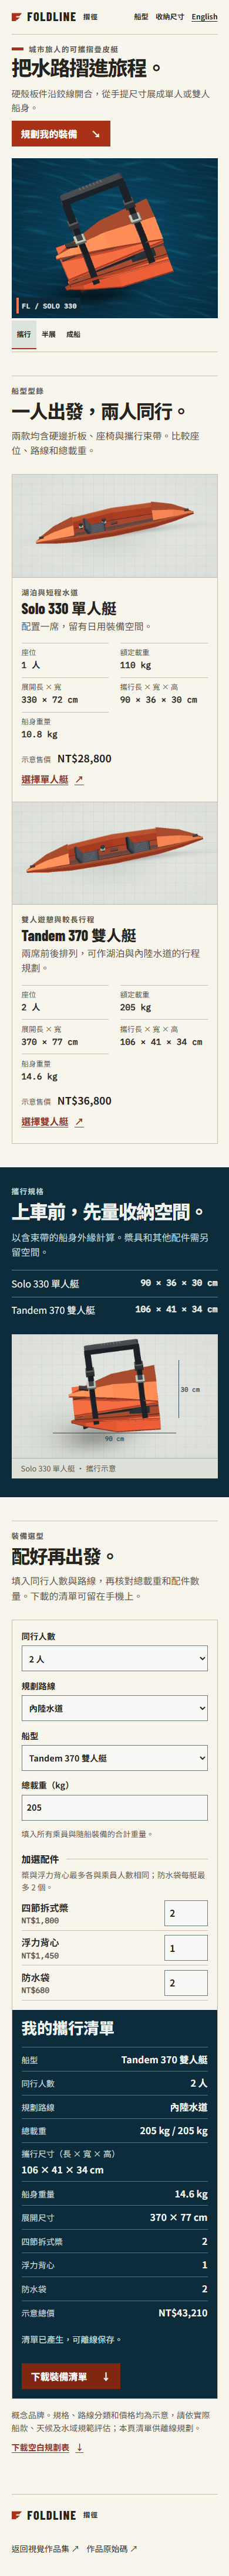 FOLDLINE 摺徑
船型 收納尺寸 English
城市旅人的可攜摺疊皮艇
把水路摺進旅程。
硬殼板件沿鉸線開合，從手提尺寸展成單人或雙人
船身。
規劃我的裝備 ↘
FL / SOLO 330
攜行 半展 成船
船型型錄
一人出發，兩人同行。
兩款均含硬邊折板、座椅與攜行束帶。比較座
位、路線和總載重。
湖泊與短程水道
Solo 330 單人艇
配置一席，留有日用裝備空間。
座位 額定載重
1 人 110 kg
展開長 × 寬 攜行長 × 寬 × 高
330 × 72 cm 90 × 36 × 30 cm
船身重量
10.8 kg
示意售價 NT$28,800
選擇單人艇 ↗
雙人遊憩與較長行程
Tandem 370 雙人艇
兩席前後排列，可作湖泊與內陸水道的行程
規劃。
座位 額定載重
2 人 205 kg
展開長 × 寬 攜行長 × 寬 × 高
370 × 77 cm 106 × 41 × 34 cm
船身重量
14.6 kg
示意售價 NT$36,800
選擇雙人艇 ↗
攜行規格
上車前，先量收納空間。
以含束帶的船身外緣計算。槳具和其他配件需另
留空間。
Solo 330 單人艇 90 × 36 × 30 cm
Tandem 370 雙人艇 106 × 41 × 34 cm
30 cm
90 cm
Solo 330 單人艇 · 攜行示意
裝備選型
配好再出發。
填入同行人數與路線，再核對總載重和配件數
量。下載的清單可留在手機上。
同行人數
2 人
規劃路線
內陸水道
船型
Tandem 370 雙人艇
總載重（kg）
205
填入所有乘員與隨船裝備的合計重量。
加選配件
槳與浮力背心最多各與乘員人數相同；防水袋每艇最
多 2 個。
四節拆式槳
NT$1,800
2
浮力背心
NT$1,450
1
防水袋
NT$680
2
我的攜行清單
船型 Tandem 370 雙人艇
同行人數 2 人
規劃路線 內陸水道
總載重 205 kg / 205 kg
攜行尺寸（長 × 寬 × 高）
106 × 41 × 34 cm
船身重量 14.6 kg
展開尺寸 370 × 77 cm
四節拆式槳 2
浮力背心 1
防水袋 2
示意總價 NT$43,210
清單已產生，可離線保存。
下載裝備清單 ↓
概念品牌。規格、路線分類和價格均為示意，請依實際
船款、天候及水域規範評估；本頁清單供離線規劃。
下載空白規劃表 ↓
FOLDLINE 摺徑
返回視覺作品集 ↗ 作品原始碼 ↗